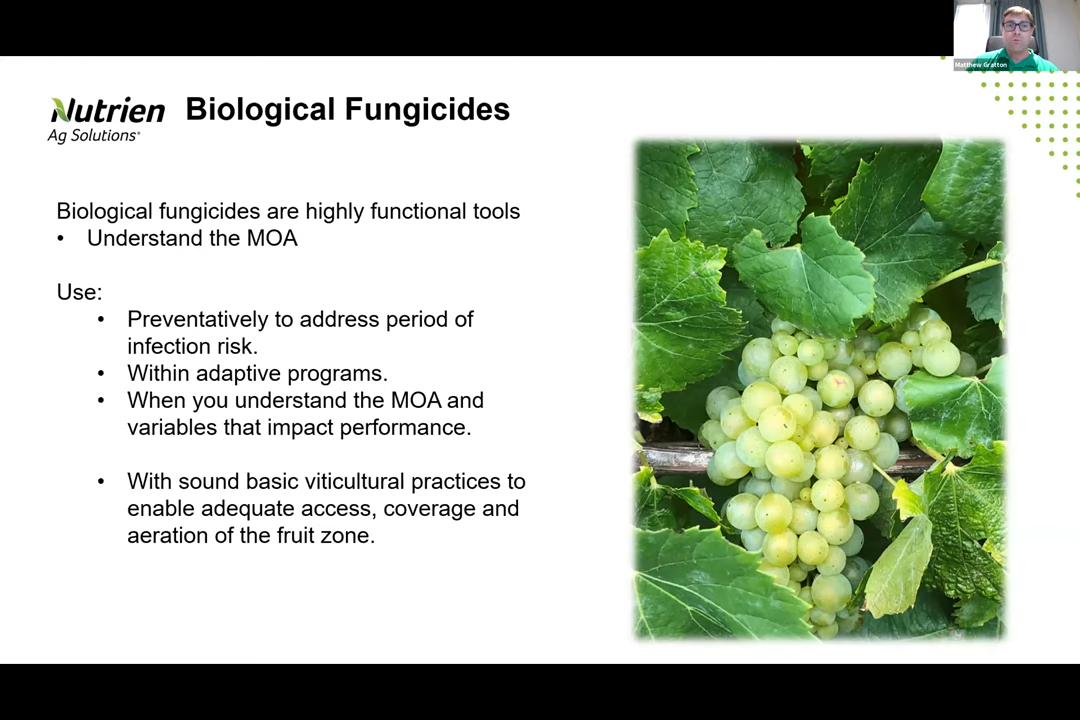 Matthew Gratton
Nutrien
Ag Solutions
Biological Fungicides
Biological fungicides are highly functional tools
• Understand the MOA
Use:
• Preventatively to address period of
infection risk.
• Within adaptive programs.
• When you understand the MOA and
variables that impact performance.
• With sound basic viticultural practices to
enable adequate access, coverage and
aeration of the fruit zone.